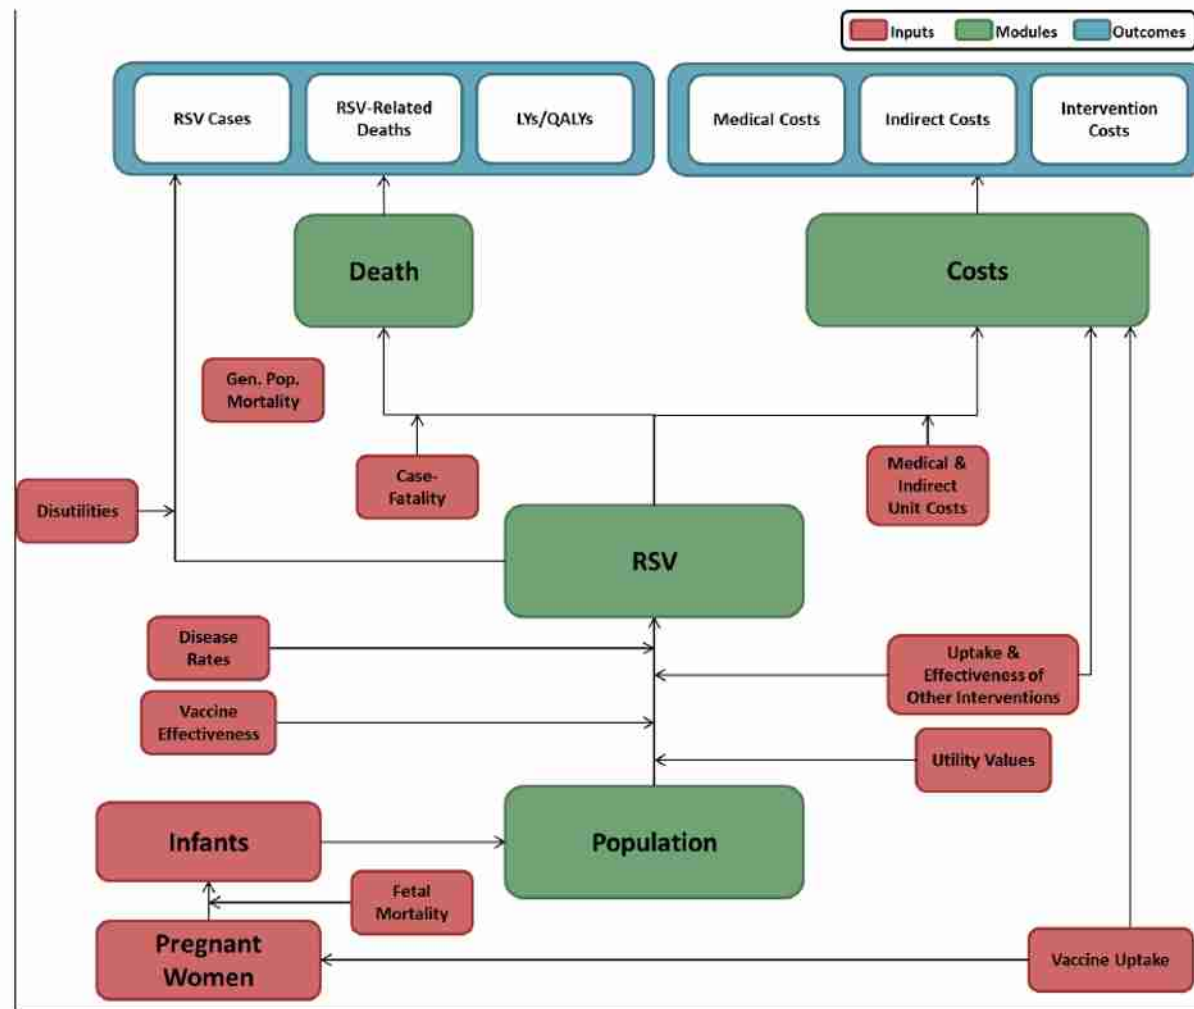 Inputs
Modules
Outcomes
RSV Cases
RSV-Related
Deaths
LYs/QALYs
Medical Costs
Indirect Costs
Intervention
Costs
Death
Costs
Gen. Pop.
Mortality
Case-
Fatality
Medical &
Indirect
Unit Costs
Disutilities
RSV
Disease
Rates
Uptake &
Effectiveness of
Other Interventions
Vaccine
Effectiveness
Utility Values
Infants
Population
Fetal
Mortality
Pregnant
Women
Vaccine Uptake